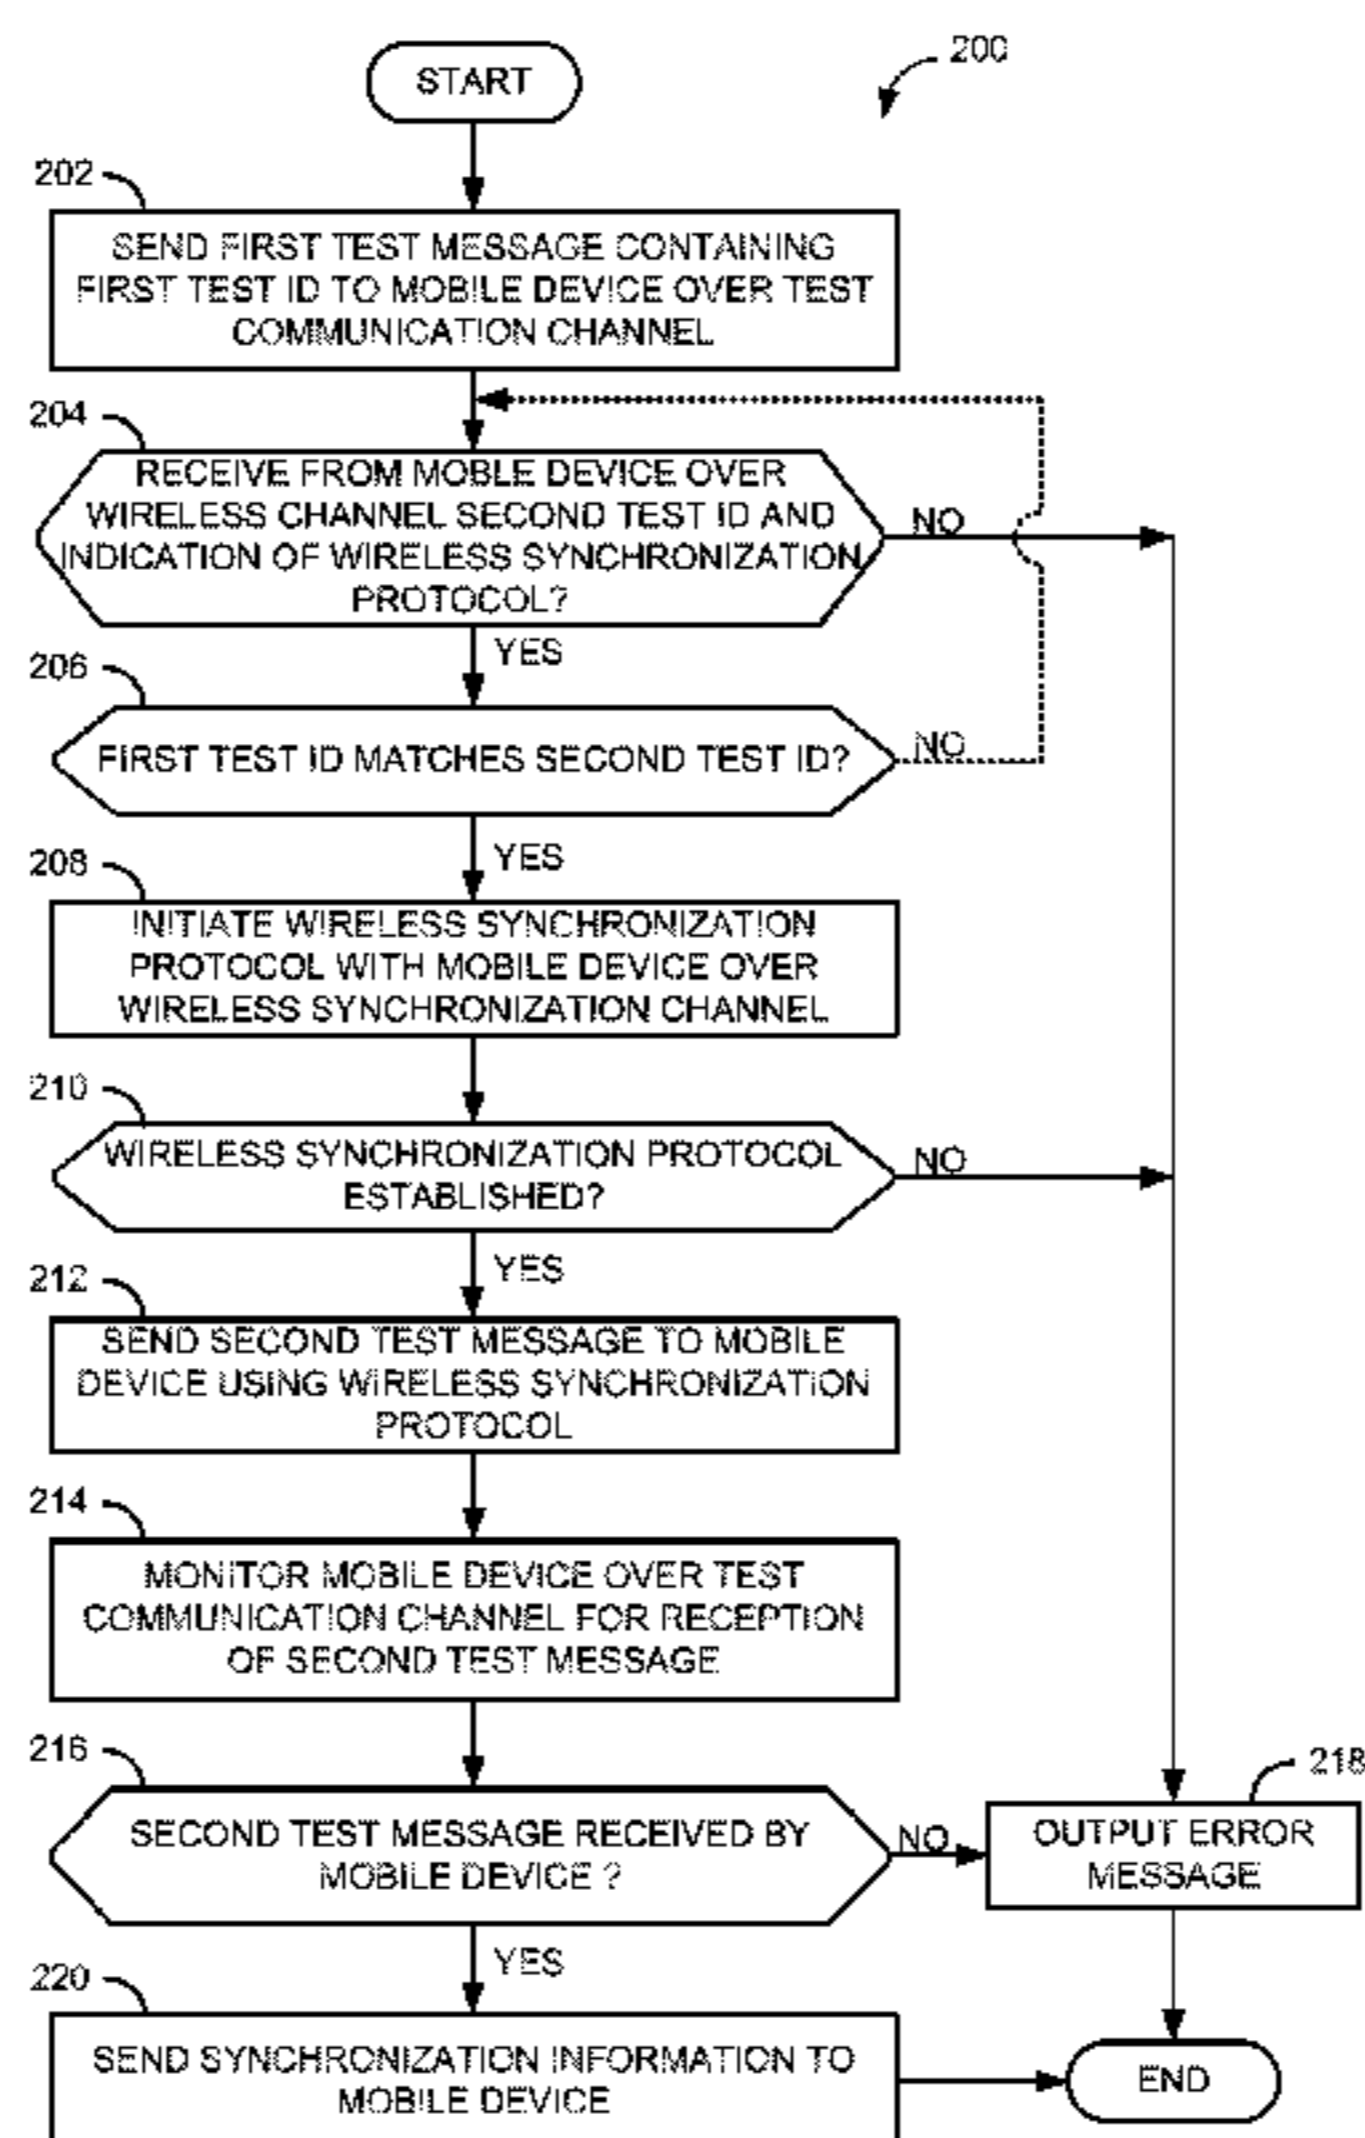 START
200
202
SEND FIRST TEST MESSAGE CONTAINING
FIRST TEST ID TO MOBILE DEVICE OVER TEST
COMMUNICATION CHANNEL
204
RECEIVE FROM MOBLE DEVICE OVER
WIRELESS CHANNEL SECOND TEST ID AND
INDICATION OF WIRELESS SYNCHRONIZATION
PROTOCOL?
NO
YES
206
FIRST TEST ID MATCHES SECOND TEST ID?
NO
YES
208
INITIATE WIRELESS SYNCHRONIZATION
PROTOCOL WITH MOBILE DEVICE OVER
WIRELESS SYNCHRONIZATION CHANNEL
210
WIRELESS SYNCHRONIZATION PROTOCOL
ESTABLISHED?
NO
YES
212
SEND SECOND TEST MESSAGE TO MOBILE
DEVICE USING WIRELESS SYNCHRONIZATION
PROTOCOL
214
MONITOR MOBILE DEVICE OVER TEST
COMMUNICATION CHANNEL FOR RECEPTION
OF SECOND TEST MESSAGE
216
SECOND TEST MESSAGE RECEIVED BY
MOBILE DEVICE ?
NO
218
OUTPUT ERROR
MESSAGE
YES
220
SEND SYNCHRONIZATION INFORMATION TO
MOBILE DEVICE
END